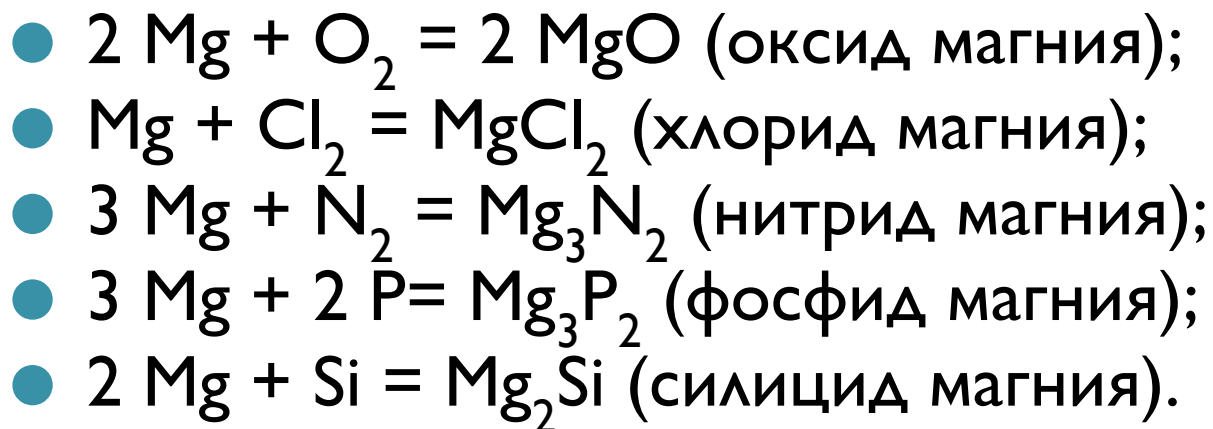 ● 2 Mg + O₂ = 2 MgO (оксид магния);
● Mg + Cl₂ = MgCl₂ (хлорид магния);
● 3 Mg + N₂ = Mg₃N₂ (нитрид магния);
● 3 Mg + 2 P= Mg₃P₂ (фосфид магния);
● 2 Mg + Si = Mg₂Si (силицид магния).